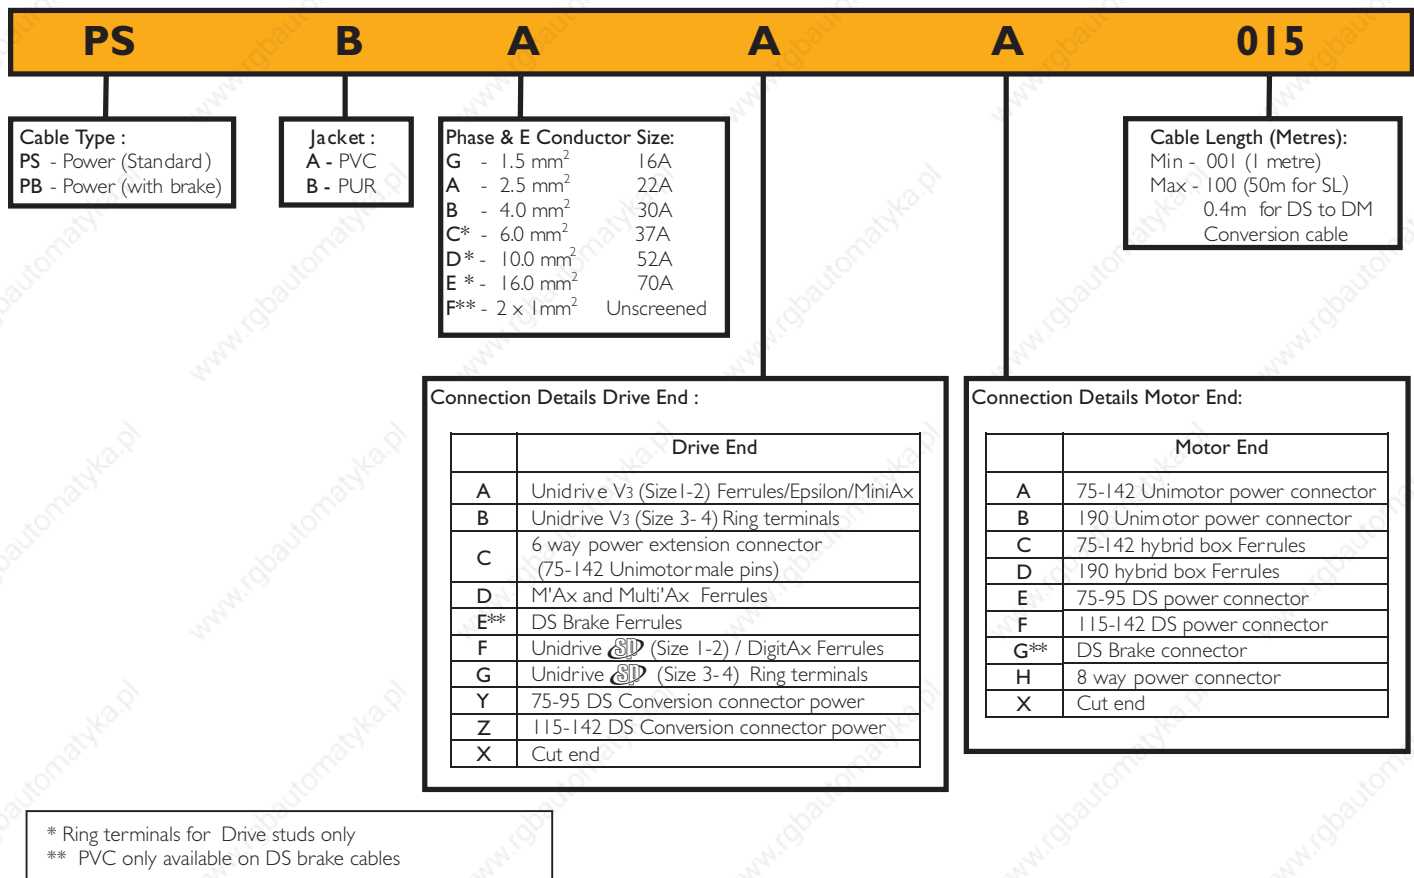 PS B A A A 015
Cable Type :
PS - Power (Standard)
PB - Power (with brake)
Jacket :
A - PVC
B - PUR
Phase & E Conductor Size:
G - 1.5 mm² 16A
A - 2.5 mm² 22A
B - 4.0 mm² 30A
C* - 6.0 mm² 37A
D* - 10.0 mm² 52A
E * - 16.0 mm² 70A
F** - 2 x 1mm² Unscreened
Cable Length (Metres):
Min - 001 (1 metre)
Max - 100 (50m for SL)
0.4m for DS to DM
Conversion cable
Connection Details Drive End :
Drive End
A Unidrive V3 (Size1-2) Ferrules/Epsilon/MiniAx
B Unidrive V3 (Size 3-4) Ring terminals
C 6 way power extension connector
(75-142 Unimotor male pins)
D M'Ax and Multi'Ax Ferrules
E** DS Brake Ferrules
F Unidrive SP (Size 1-2) / DigitAx Ferrules
G Unidrive SP (Size 3-4) Ring terminals
Y 75-95 DS Conversion connector power
Z 115-142 DS Conversion connector power
X Cut end
Connection Details Motor End:
Motor End
A 75-142 Unimotor power connector
B 190 Unimotor power connector
C 75-142 hybrid box Ferrules
D 190 hybrid box Ferrules
E 75-95 DS power connector
F 115-142 DS power connector
G** DS Brake connector
H 8 way power connector
X Cut end
* Ring terminals for Drive studs only
** PVC only available on DS brake cables
www.rgbautomatyka.pl